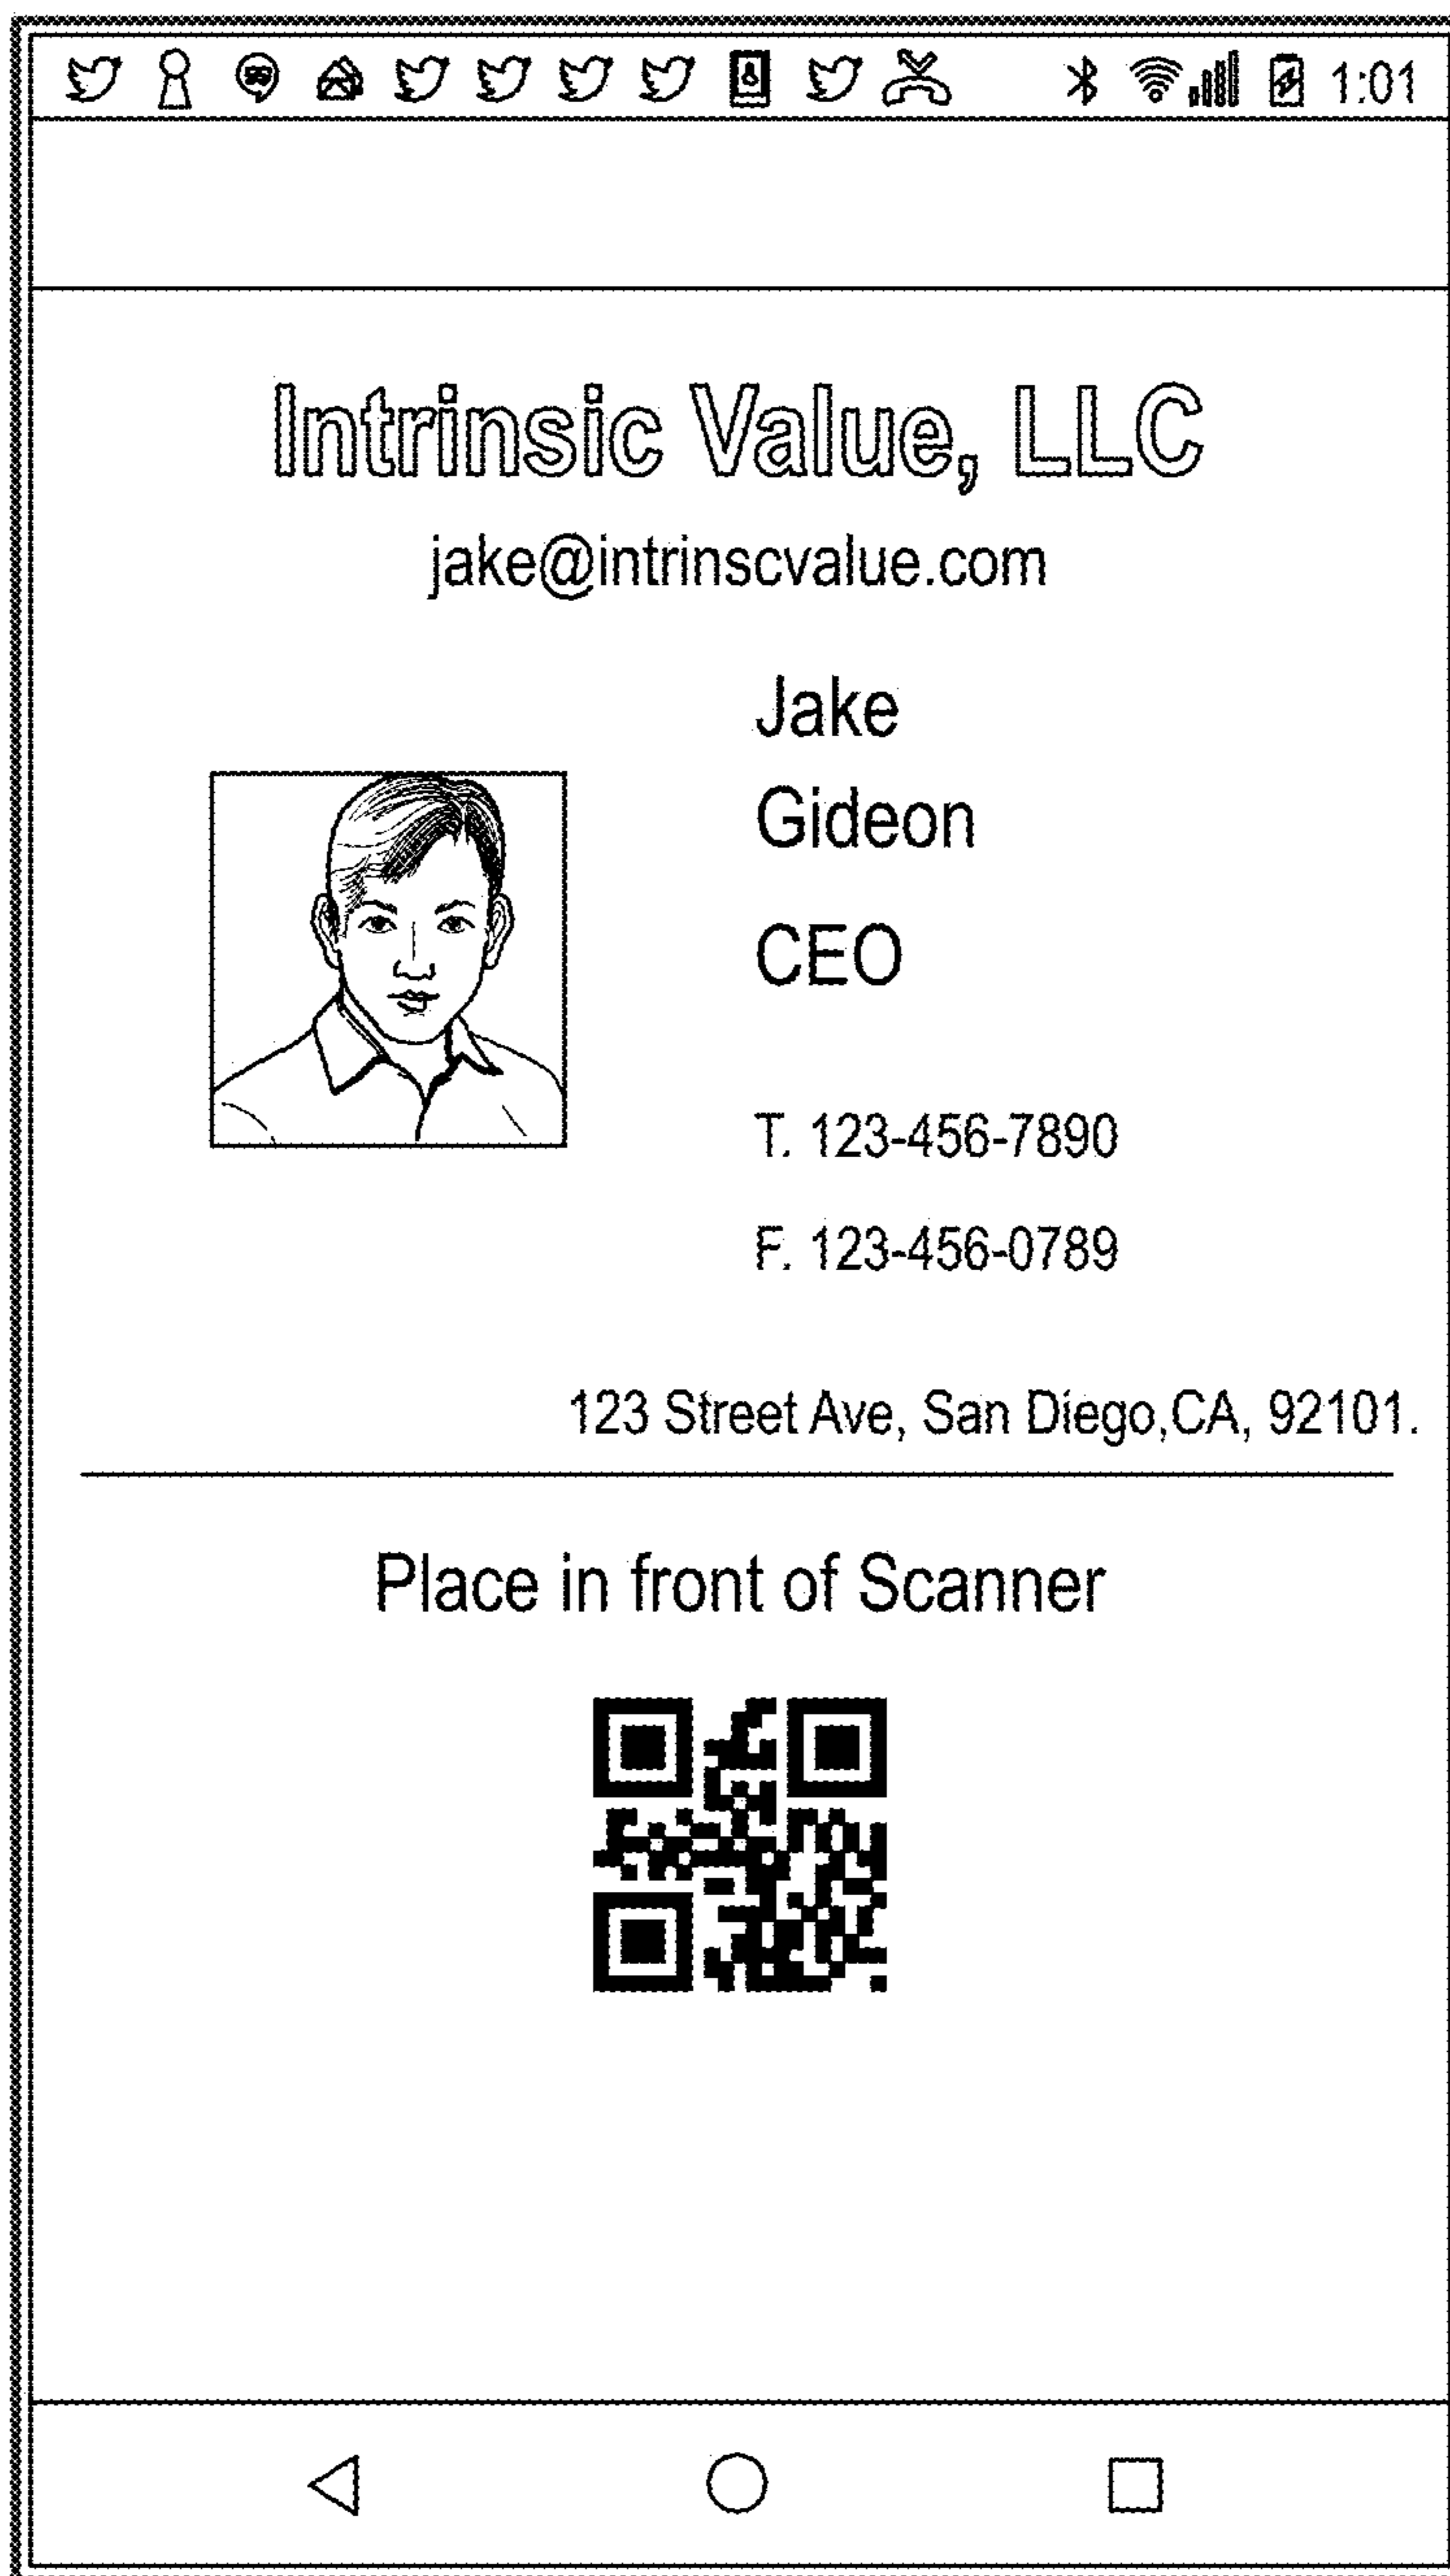 1:01
Intrinsic Value, LLC
jake@intrinscvalue.com
Jake
Gideon
CEO
T. 123-456-7890
F. 123-456-0789
123 Street Ave, San Diego,CA, 92101.
Place in front of Scanner